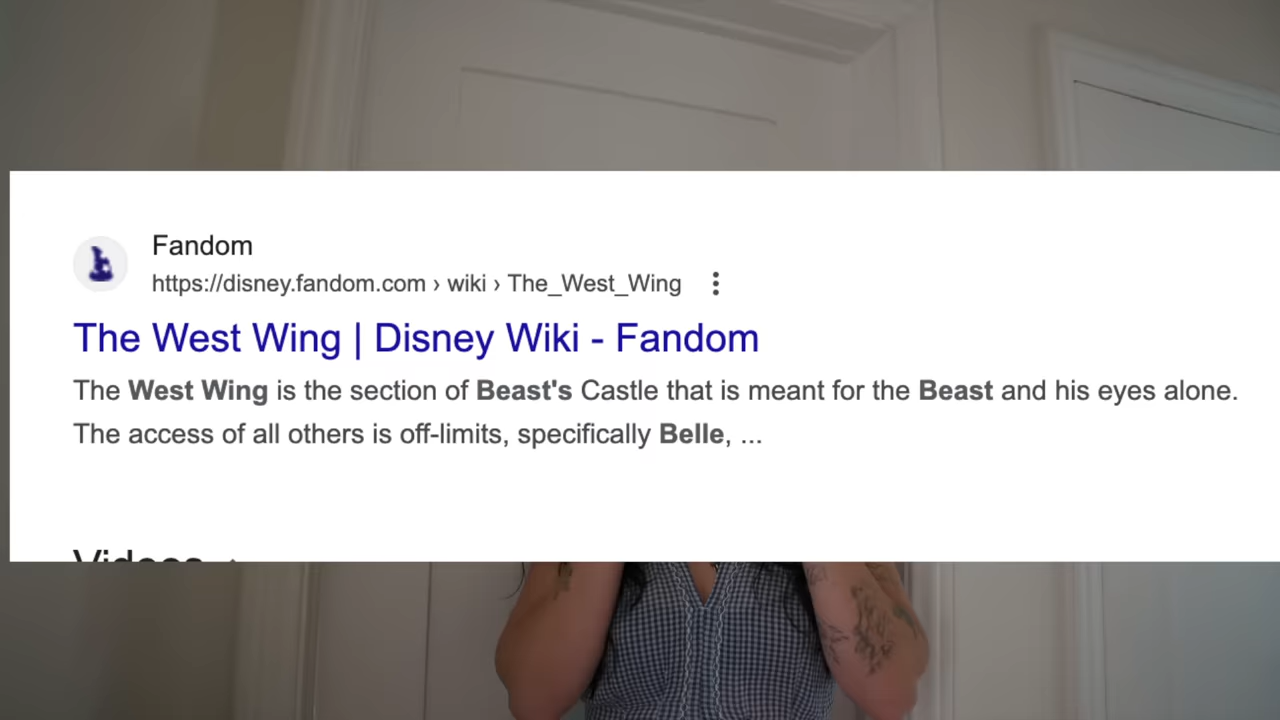 Fandom
https://disney.fandom.com › wiki › The_West_Wing
The West Wing | Disney Wiki - Fandom
The West Wing is the section of Beast's Castle that is meant for the Beast and his eyes alone.
The access of all others is off-limits, specifically Belle, ...
Videos